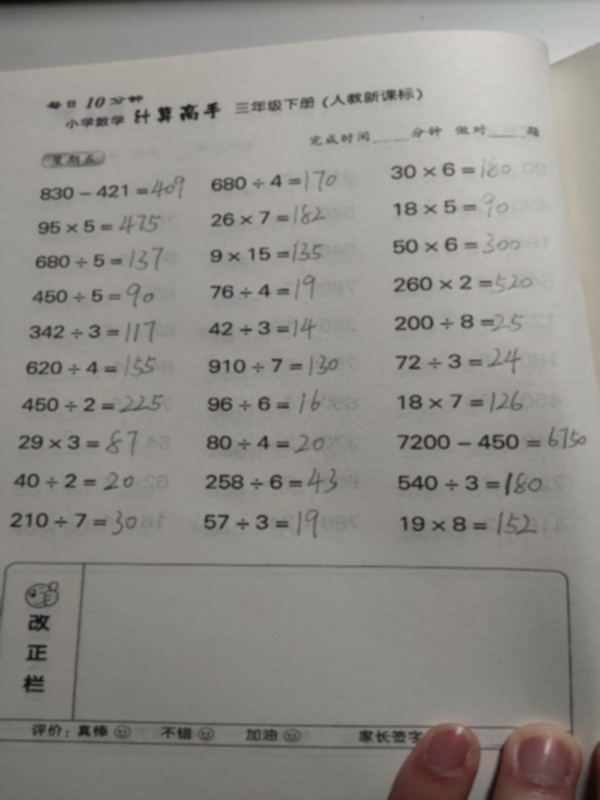 每日10分钟
小学数学 计算高手 三年级下册(人教新课标)
完成时间____分钟 做对____题
星期五
830-421=409 680÷4=170 30×6=180
95×5=475 26×7=182 18×5=90
680÷5=137 9×15=135 50×6=300
450÷5=90 76÷4=19 260×2=520
342÷3=117 42÷3=14 200÷8=25
620÷4=155 910÷7=130 72÷3=24
450÷2=225 96÷6=16 18×7=126
29×3=87 80÷4=20 7200-450=6750
40÷2=20 258÷6=43 540÷3=180
210÷7=30 57÷3=19 19×8=152
改正栏
评价:真棒 不错 加油 家长签字